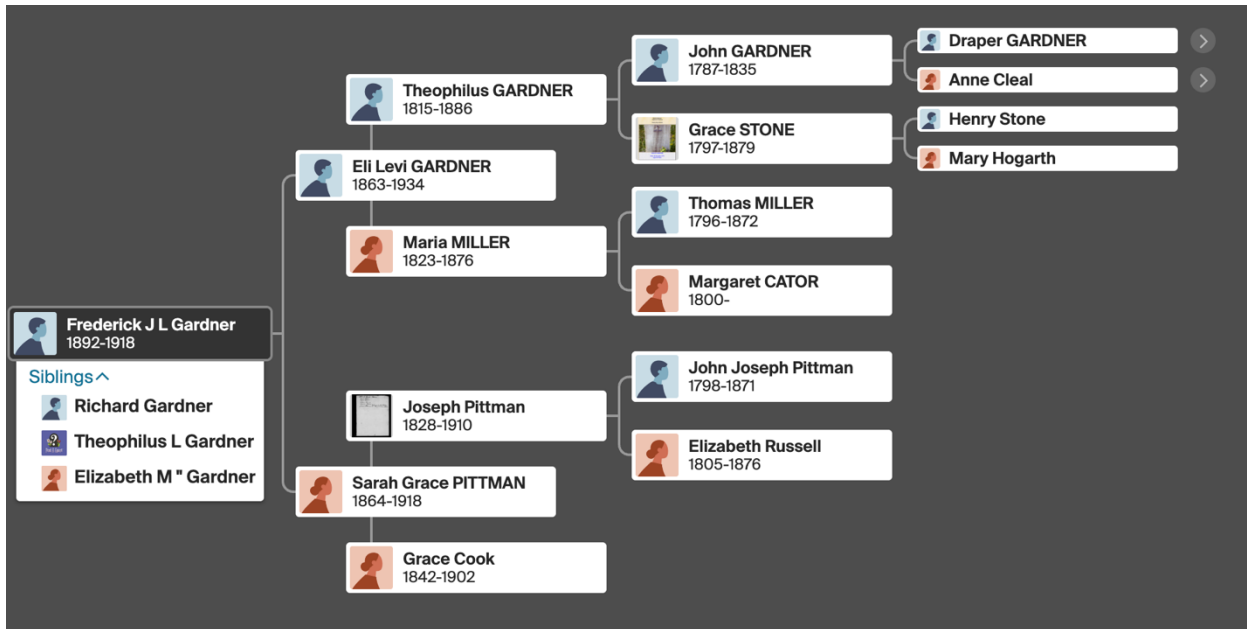 Draper GARDNER
John GARDNER
1787-1835
Anne Cleal
Theophilus GARDNER
1815-1886
Henry Stone
Grace STONE
1797-1879
Mary Hogarth
Eli Levi GARDNER
1863-1934
Thomas MILLER
1796-1872
Maria MILLER
1823-1876
Margaret CATOR
1800-
Frederick J L Gardner
1892-1918
Siblings
Richard Gardner
Theophilus L Gardner
Elizabeth M " Gardner
John Joseph Pittman
1798-1871
Joseph Pittman
1828-1910
Elizabeth Russell
1805-1876
Sarah Grace PITTMAN
1864-1918
Grace Cook
1842-1902